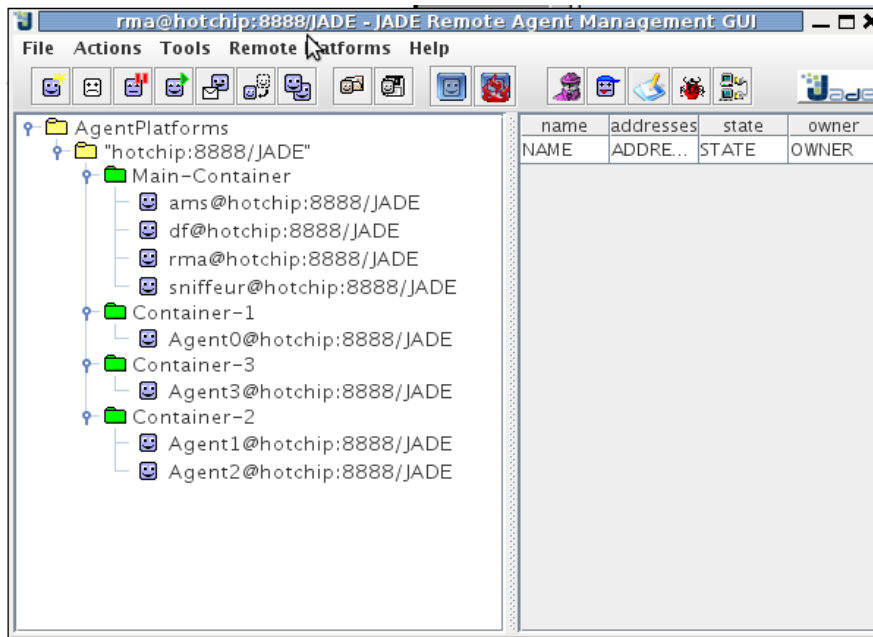 rma@hotchip:8888/JADE - JADE Remote Agent Management GUI
File Actions Tools Remote Platforms Help
Jade
AgentPlatforms
"hotchip:8888/JADE"
Main-Container
ams@hotchip:8888/JADE
df@hotchip:8888/JADE
rma@hotchip:8888/JADE
sniffeur@hotchip:8888/JADE
Container-1
Agent0@hotchip:8888/JADE
Container-3
Agent3@hotchip:8888/JADE
Container-2
Agent1@hotchip:8888/JADE
Agent2@hotchip:8888/JADE
name addresses state owner
NAME ADDRE... STATE OWNER